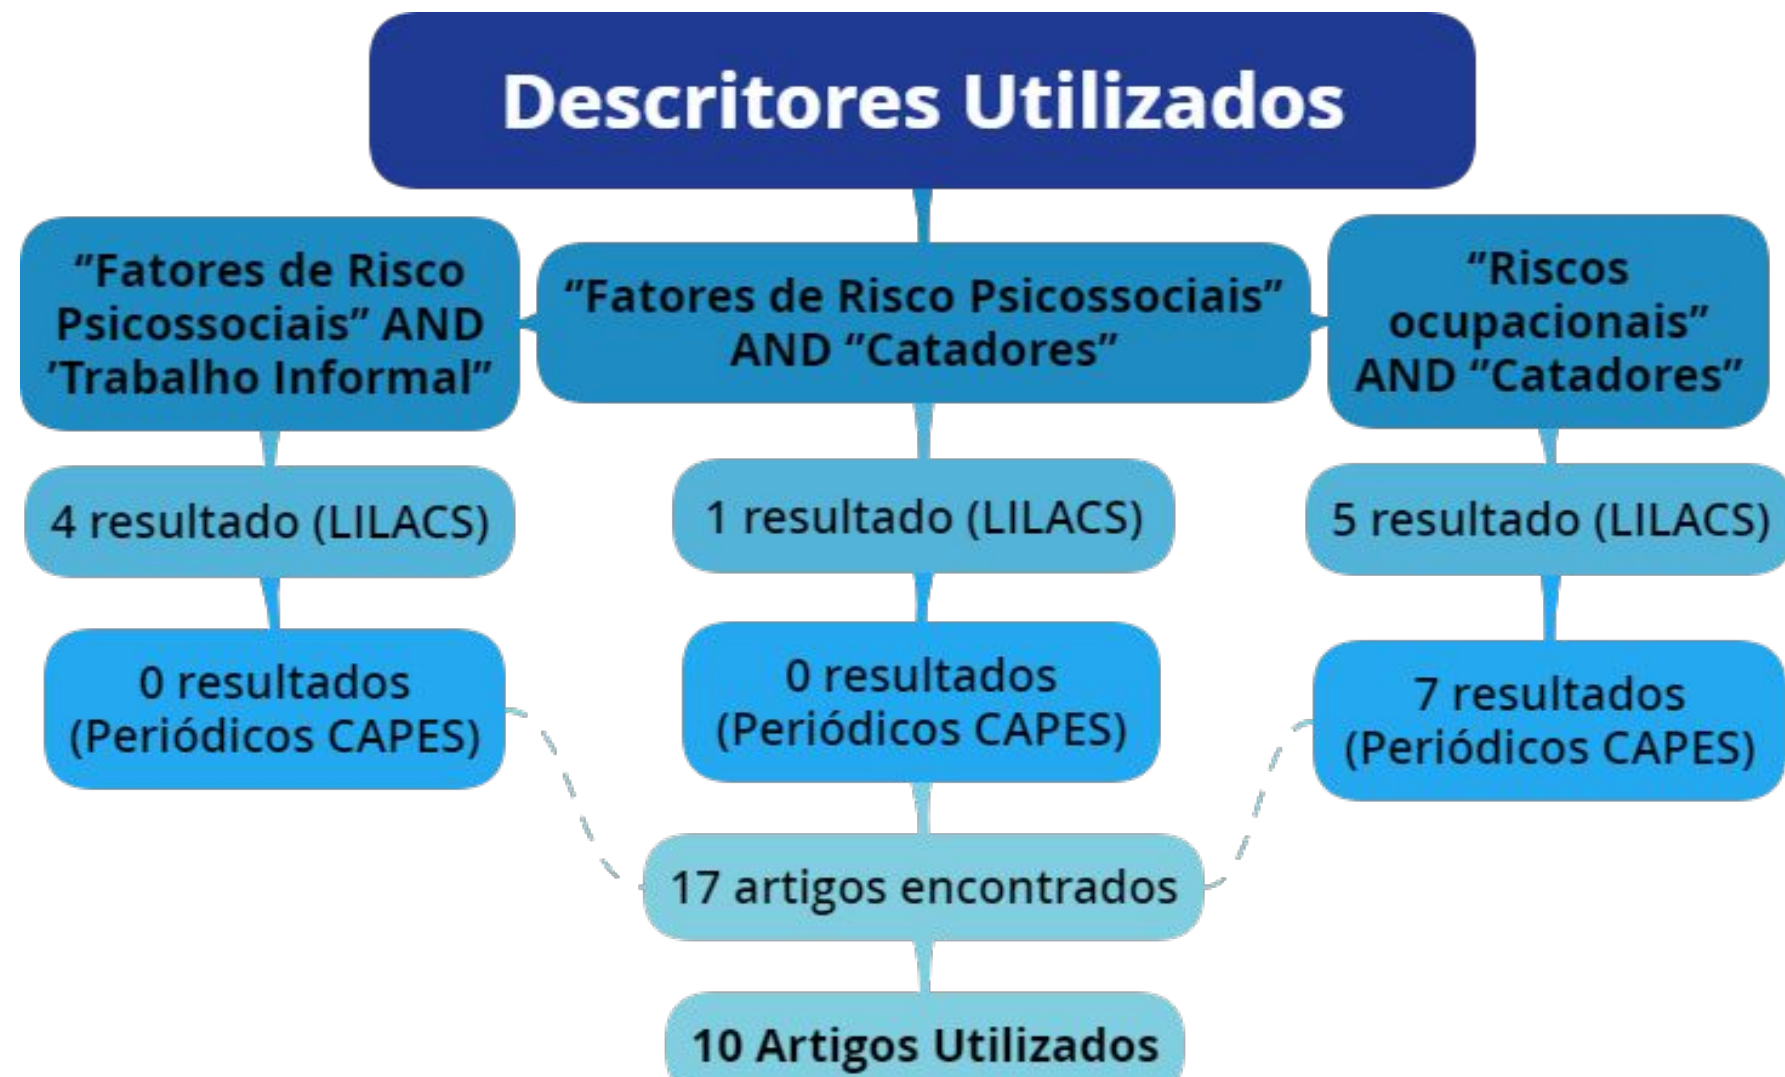 Descritores Utilizados
“Fatores de Risco
Psicossociais” AND
’Trabalho Informal”
“Fatores de Risco Psicossociais”
AND “Catadores”
“Riscos
ocupacionais”
AND “Catadores”
4 resultado (LILACS)
1 resultado (LILACS)
5 resultado (LILACS)
0 resultados
(Periódicos CAPES)
0 resultados
(Periódicos CAPES)
7 resultados
(Periódicos CAPES)
17 artigos encontrados
10 Artigos Utilizados